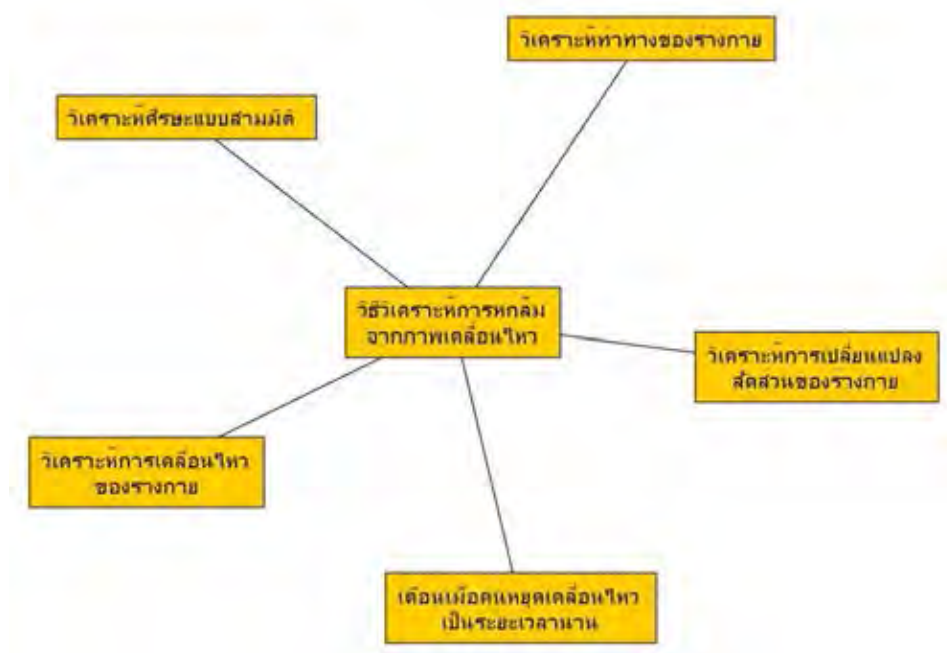 วิเคราะห์ท่าทางของร่างกาย
วิเคราะห์ศีรษะแบบสามมิติ
วิธีวิเคราะห์การหกล้ม
จากภาพเคลื่อนไหว
วิเคราะห์การเปลี่ยนแปลง
สัดส่วนของร่างกาย
วิเคราะห์การเคลื่อนไหว
ของร่างกาย
เตือนเมื่อคนหยุดเคลื่อนไหว
เป็นระยะเวลานาน